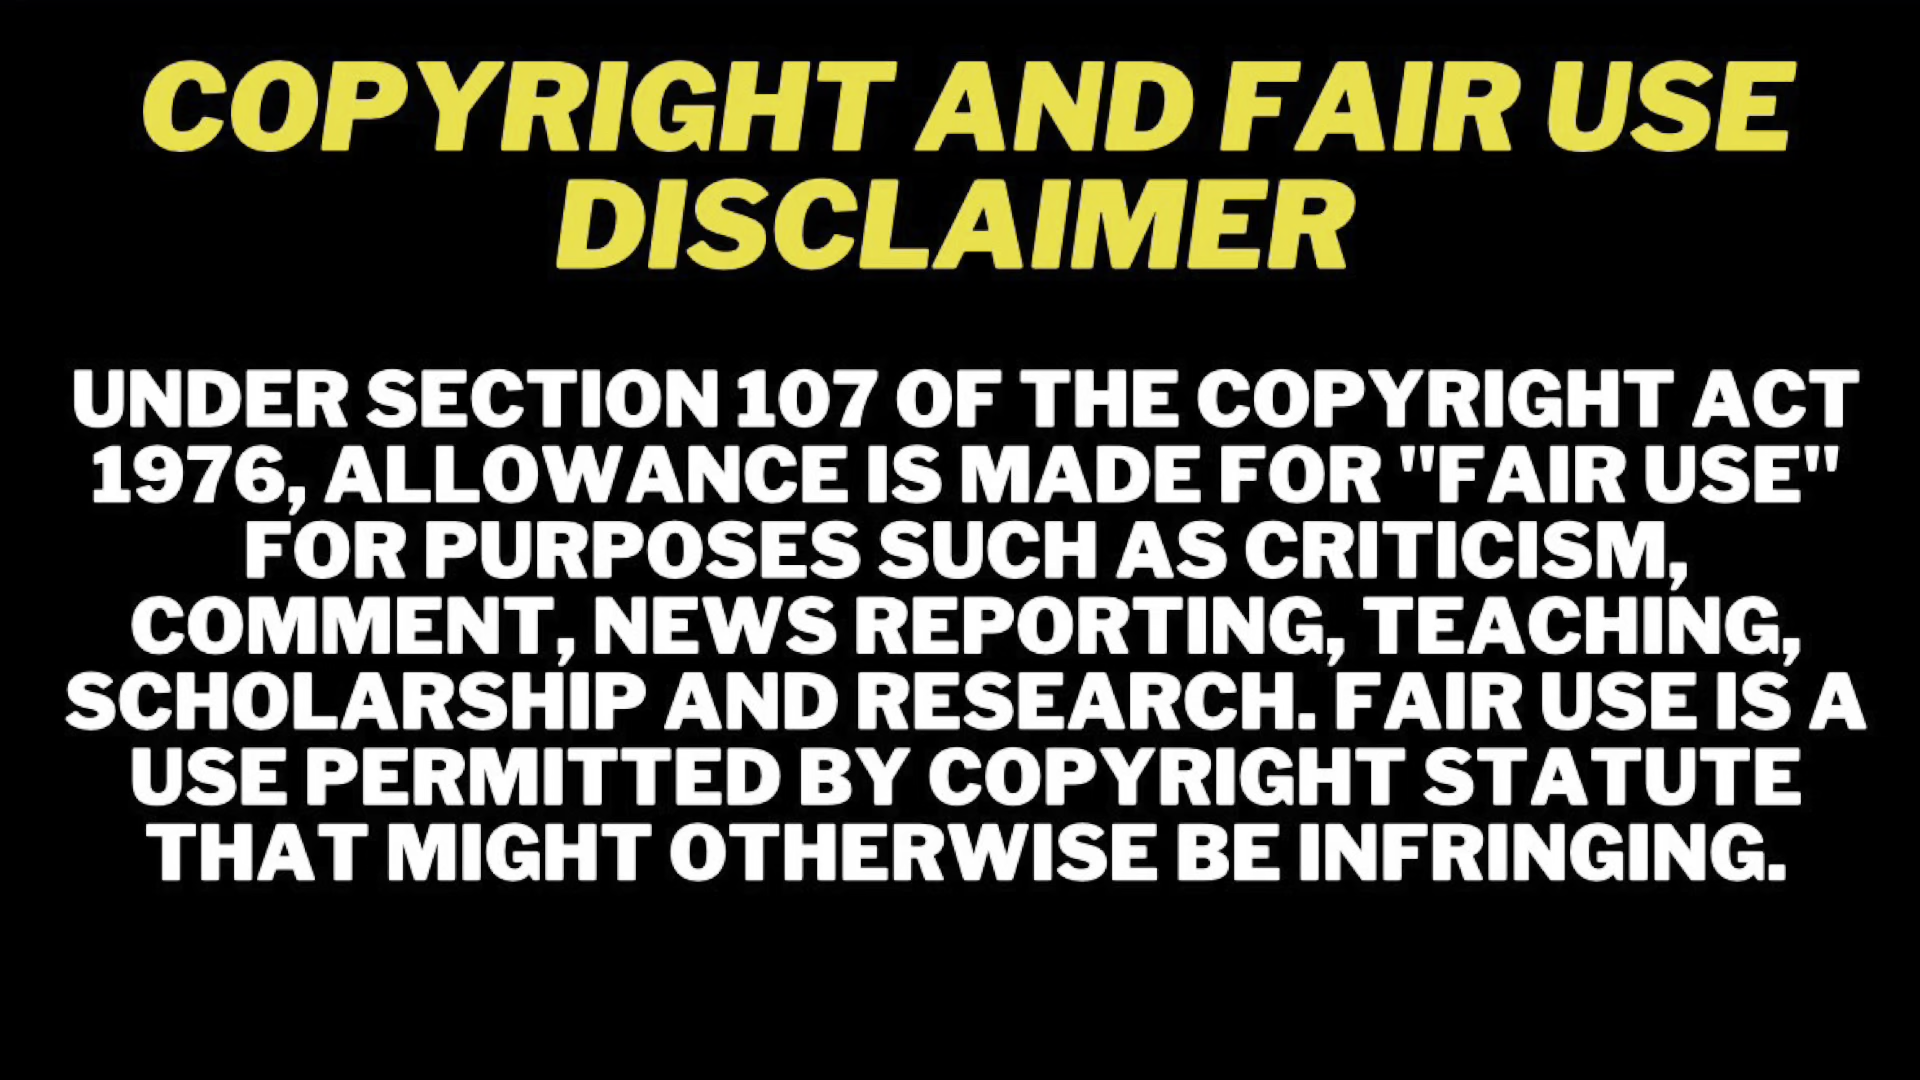 COPYRIGHT AND FAIR USE
DISCLAIMER
UNDER SECTION 107 OF THE COPYRIGHT ACT
1976, ALLOWANCE IS MADE FOR "FAIR USE"
FOR PURPOSES SUCH AS CRITICISM,
COMMENT, NEWS REPORTING, TEACHING,
SCHOLARSHIP AND RESEARCH. FAIR USE IS A
USE PERMITTED BY COPYRIGHT STATUTE
THAT MIGHT OTHERWISE BE INFRINGING.